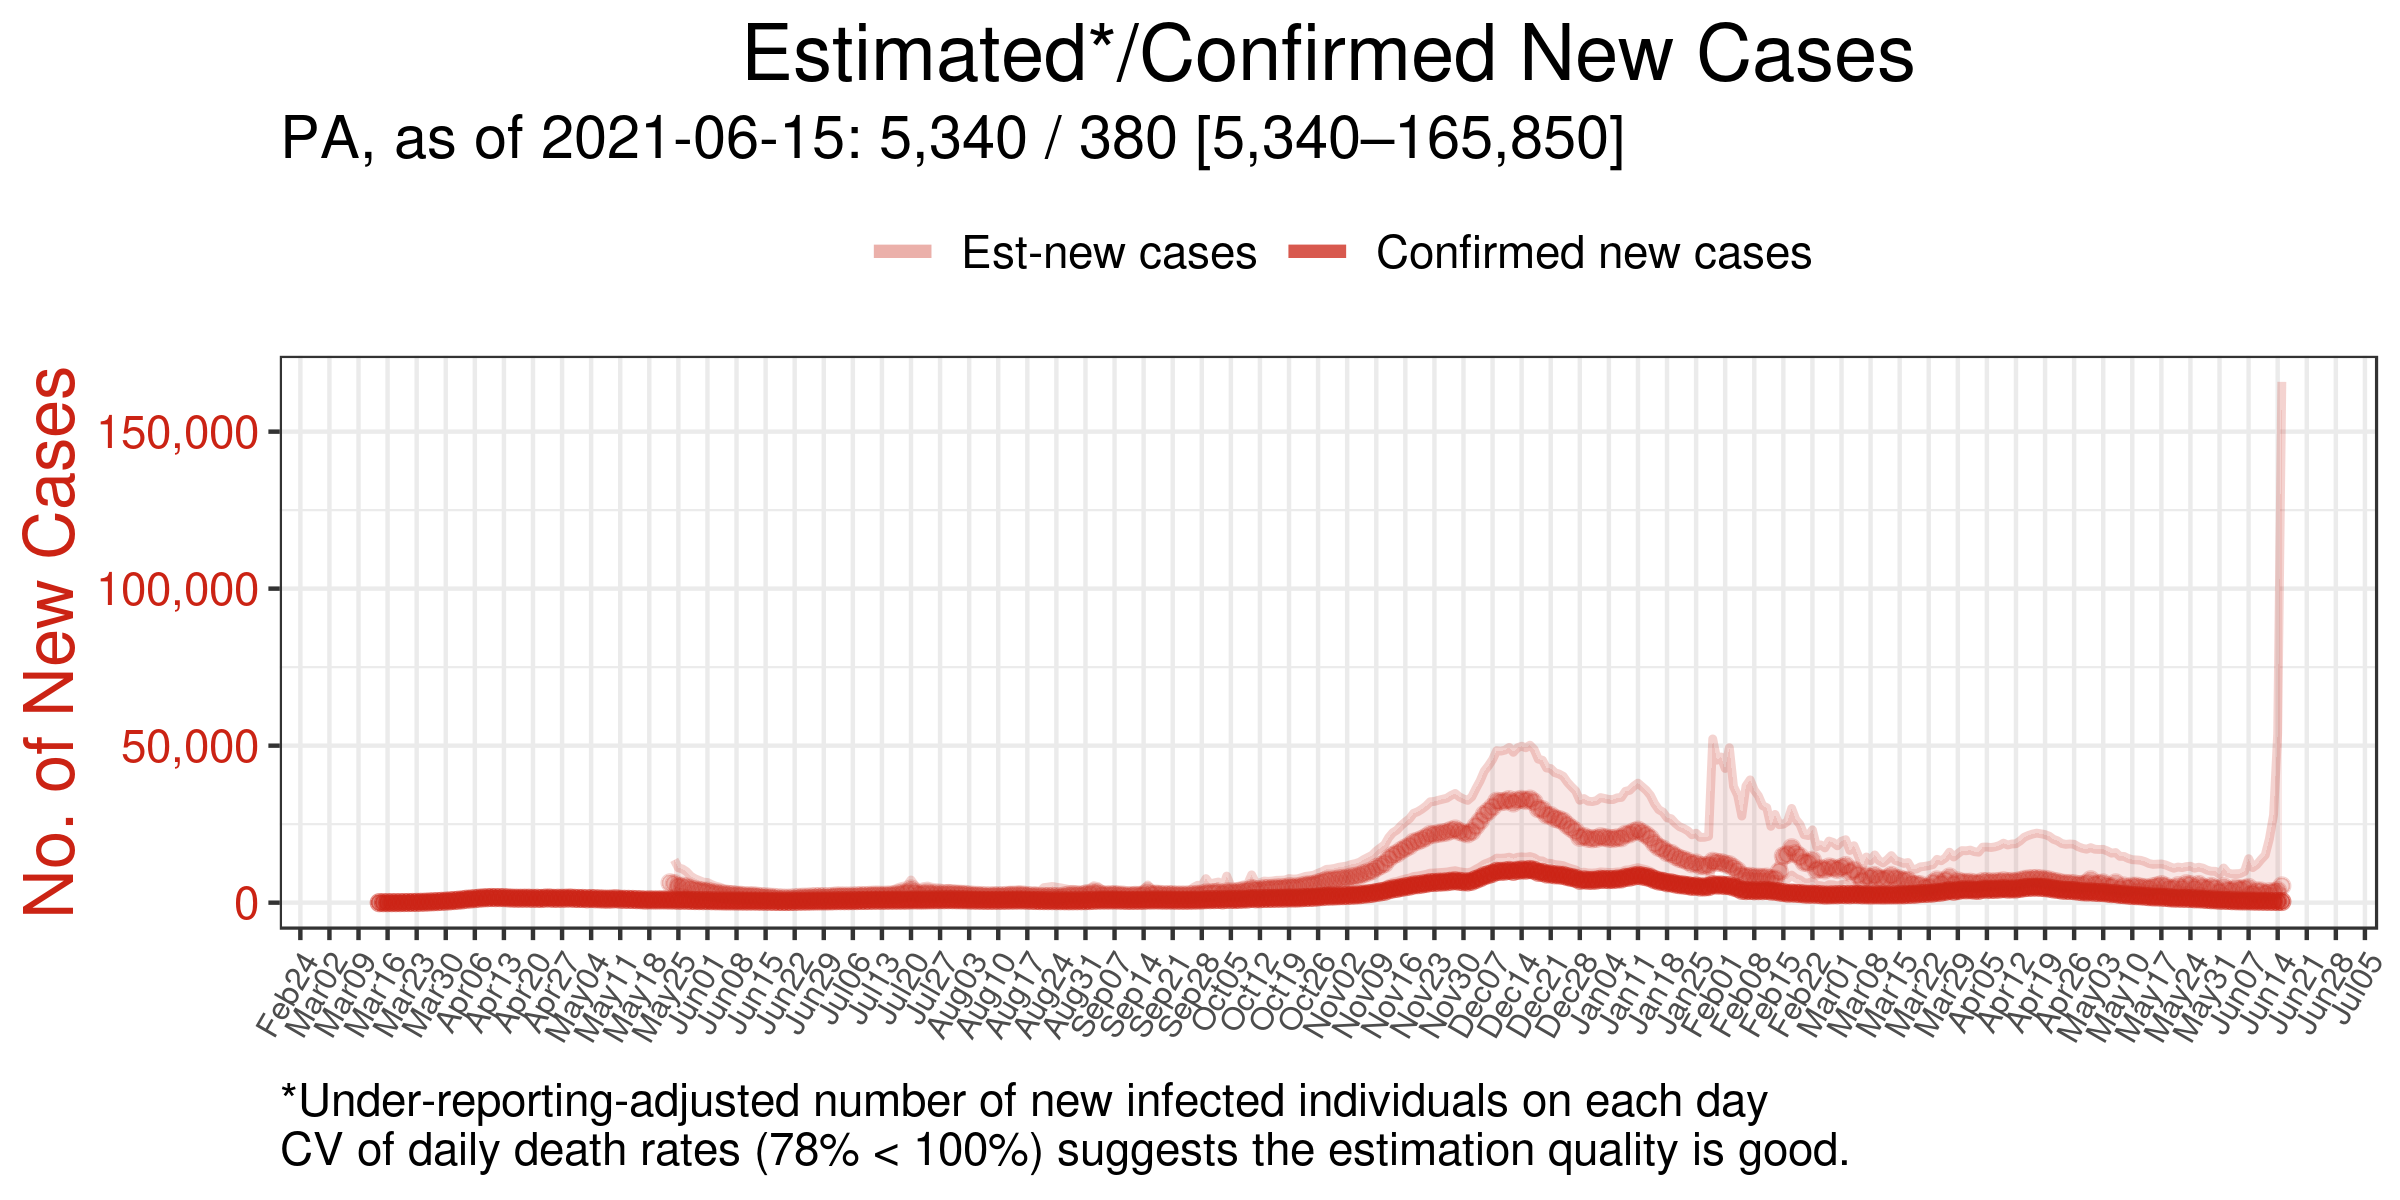 Estimated*/Confirmed New Cases
PA, as of 2021-06-15: 5,340 / 380 [5,340–165,850]
Est-new cases
Confirmed new cases
No. of New Cases
150,000
100,000
50,000
0
Feb24
Mar02
Mar09
Mar16
Mar23
Mar30
Apr06
Apr13
Apr20
Apr27
May04
May11
May18
May25
Jun01
Jun08
Jun15
Jun22
Jun29
Jul06
Jul13
Jul20
Jul27
Aug03
Aug10
Aug17
Aug24
Aug31
Sep07
Sep14
Sep21
Sep28
Oct05
Oct12
Oct19
Oct26
Nov02
Nov09
Nov16
Nov23
Nov30
Dec07
Dec14
Dec21
Dec28
Jan04
Jan11
Jan18
Jan25
Feb01
Feb08
Feb15
Feb22
Mar01
Mar08
Mar15
Mar22
Mar29
Apr05
Apr12
Apr19
Apr26
May03
May10
May17
May24
May31
Jun07
Jun14
Jun21
Jun28
Jul05
*Under-reporting-adjusted number of new infected individuals on each day
CV of daily death rates (78% < 100%) suggests the estimation quality is good.